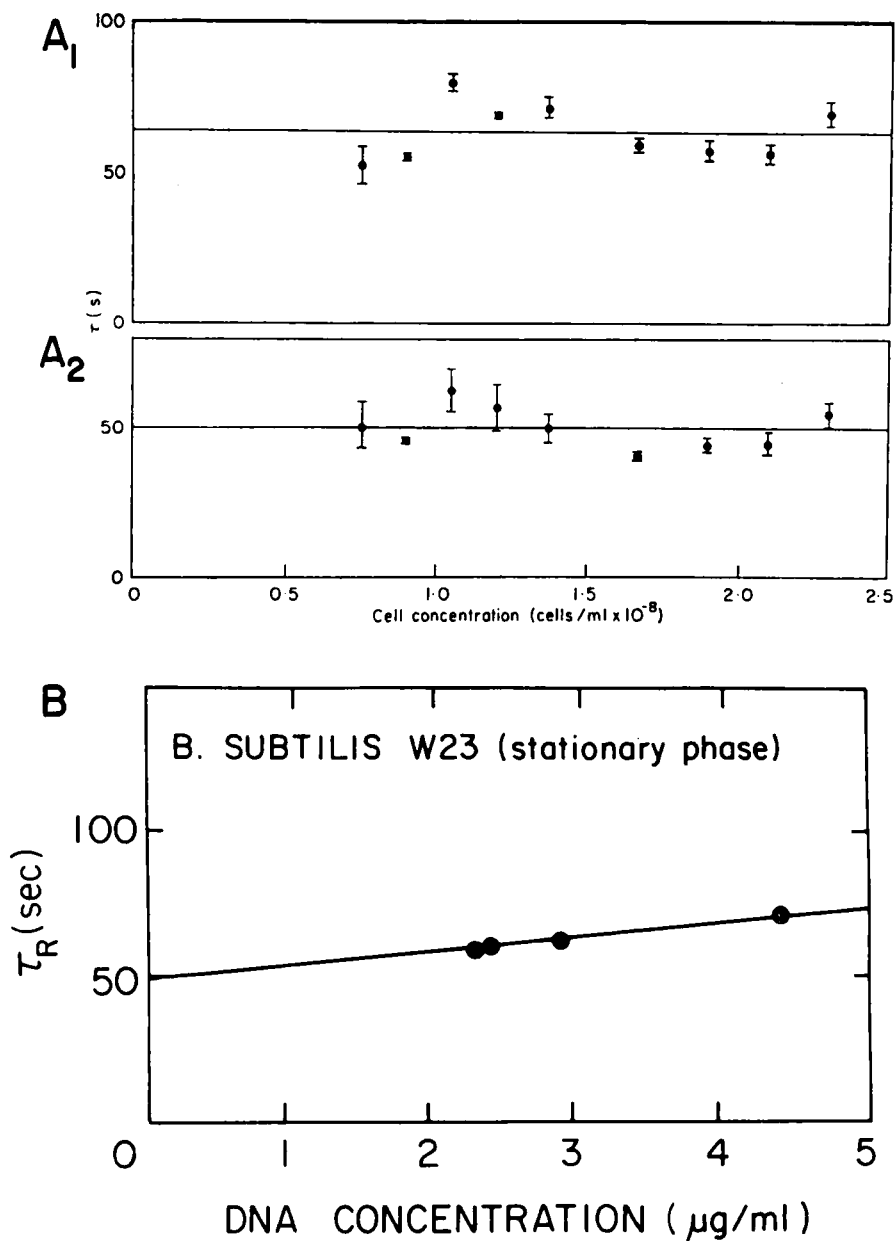 A1
100
50
0
τ (s)
A2
50
0
0 0·5 1·0 1·5 2·0 2·5
Cell concentration (cells/ml x 10⁻⁸)
B
B. SUBTILIS W23 (stationary phase)
100
50
τR (sec)
0 1 2 3 4 5
DNA CONCENTRATION (μg/ml)